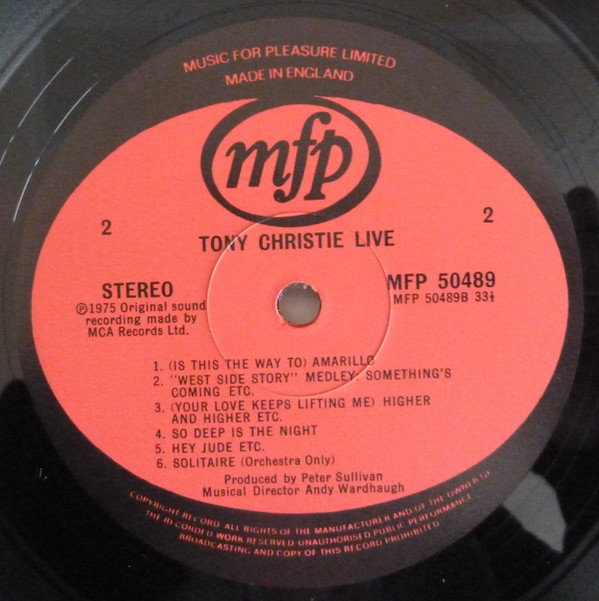 MUSIC FOR PLEASURE LIMITED
MADE IN ENGLAND
mfp
2
2
TONY CHRISTIE LIVE
STEREO
℗1975 Original sound
recording made by
MCA Records Ltd.
MFP 50489
MFP 50489B 33⅓
1. (IS THIS THE WAY TO) AMARILLO
2. "WEST SIDE STORY" MEDLEY: SOMETHING'S
COMING ETC.
3. (YOUR LOVE KEEPS LIFTING ME) HIGHER
AND HIGHER ETC.
4. SO DEEP IS THE NIGHT
5. HEY JUDE ETC.
6. SOLITAIRE (Orchestra Only)
Produced by Peter Sullivan
Musical Director Andy Wardhaugh
COPYRIGHT RECORD ALL RIGHTS OF THE MANUFACTURER AND OF THE OWNER OF
THE RECORDED WORK RESERVED UNAUTHORISED PUBLIC PERFORMANCE
BROADCASTING AND COPY OF THIS RECORD PROHIBITED